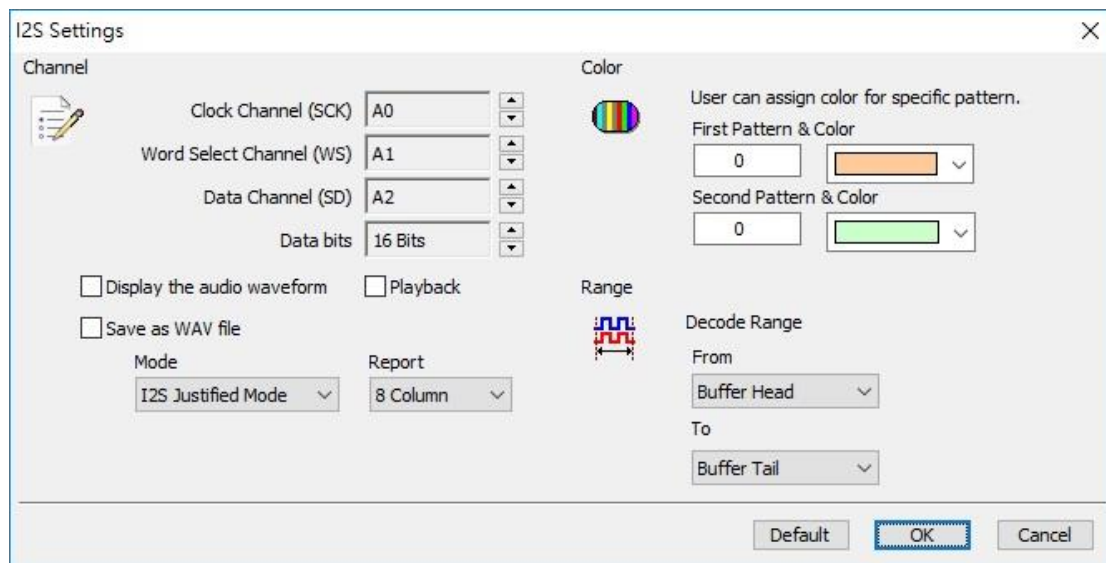 I2S Settings
Channel
Clock Channel (SCK) A0
Word Select Channel (WS) A1
Data Channel (SD) A2
Data bits 16 Bits
Display the audio waveform Playback
Save as WAV file
Mode Report
I2S Justified Mode 8 Column
Color
User can assign color for specific pattern.
First Pattern & Color
0
Second Pattern & Color
0
Range
Decode Range
From
Buffer Head
To
Buffer Tail
Default OK Cancel